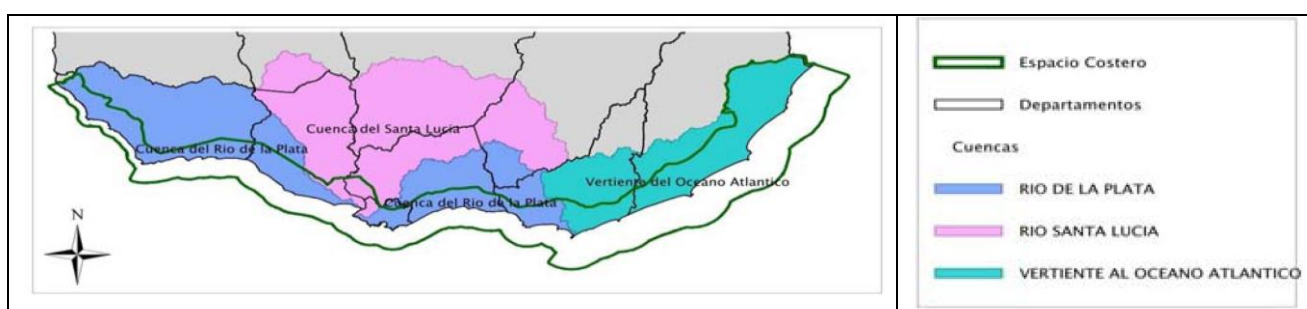 Cuenca del Santa Lucía
Cuenca del Rio de la Plata
Vertiente del Oceano Atlantico
Cuenca del Rio de la Plata
N
Espacio Costero
Departamentos
Cuencas
RIO DE LA PLATA
RIO SANTA LUCIA
VERTIENTE AL OCEANO ATLANTICO